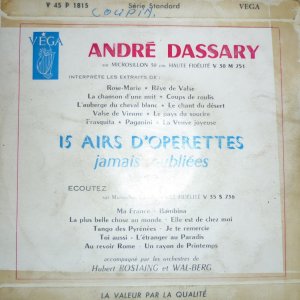 V 45 P 1815 Série Standard VEGA
COUPIN.
VÉGA
ANDRÉ DASSARY
sur MICROSILLON 30 cm HAUTE FIDÉLITÉ V 30 M 751
INTERPRÈTE LES EXTRAITS DE:
Rose-Marie • Rêve de Valse
La chanson d'une nuit • Coups de roulis
L'auberge du cheval blanc • Le chant du désert
Valse de Vienne • Le pays du sourire
Frasquita • Paganini • La Veuve joyeuse
15 AIRS D'OPERETTES
jamais oubliées
ECOUTEZ
FIDÉLITÉ V 35 S 756
Ma France - Bambina
La plus belle chose au monde - Elle est de chez moi
Tango des Pyrénées - Je te remercie
Toi aussi - L'étranger au Paradis
Au revoir Rome - Un rayon de Printemps
accompagné par les orchestres de
Hubert ROSTAING et WAL-BERG
LA VALEUR PAR LA QUALITÉ